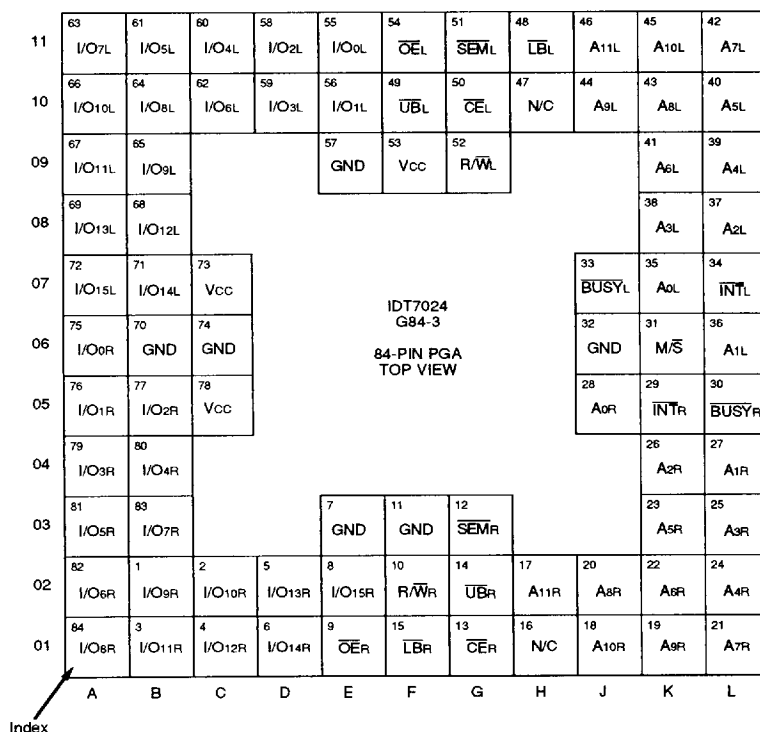 63 61 60 58 55 54 51 48 46 45 42
11 I/O7L I/O5L I/O4L I/O2L I/O0L OEL SEML LBL A11L A10L A7L
66 64 62 59 56 49 50 47 44 43 40
10 I/O10L I/O8L I/O6L I/O3L I/O1L UBL CEL N/C A9L A8L A5L
67 65 57 53 52 41 39
09 I/O11L I/O9L GND VCC R/WL A6L A4L
69 68 38 37
08 I/O13L I/O12L A3L A2L
72 71 73 33 35 34
07 I/O15L I/O14L VCC BUSYL A0L INTL
IDT7024
G84-3
75 70 74 32 31 36
06 I/O0R GND GND GND M/S A1L
84-PIN PGA
TOP VIEW
76 77 78 28 29 30
05 I/O1R I/O2R VCC A0R INTR BUSYR
79 80 26 27
04 I/O3R I/O4R A2R A1R
81 83 7 11 12 23 25
03 I/O5R I/O7R GND GND SEMR A5R A3R
82 1 2 5 8 10 14 17 20 22 24
02 I/O6R I/O9R I/O10R I/O13R I/O15R R/WR UBR A11R A8R A6R A4R
84 3 4 6 9 15 13 16 18 19 21
01 I/O8R I/O11R I/O12R I/O14R OER LBR CER N/C A10R A9R A7R
A B C D E F G H J K L
Index